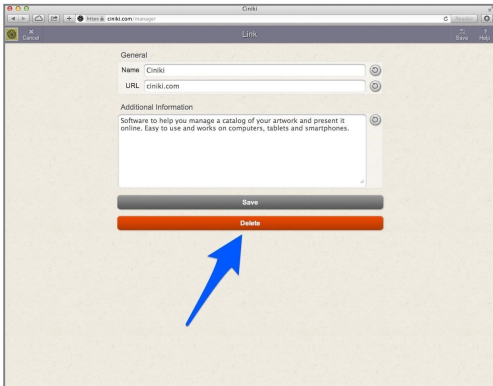 Ciniki
https ciniki.com/manager
Reader
Cancel
Link
Save
Help
General
Name Ciniki
URL ciniki.com
Additional Information
Software to help you manage a catalog of your artwork and present it
online. Easy to use and works on computers, tablets and smartphones.
Save
Delete